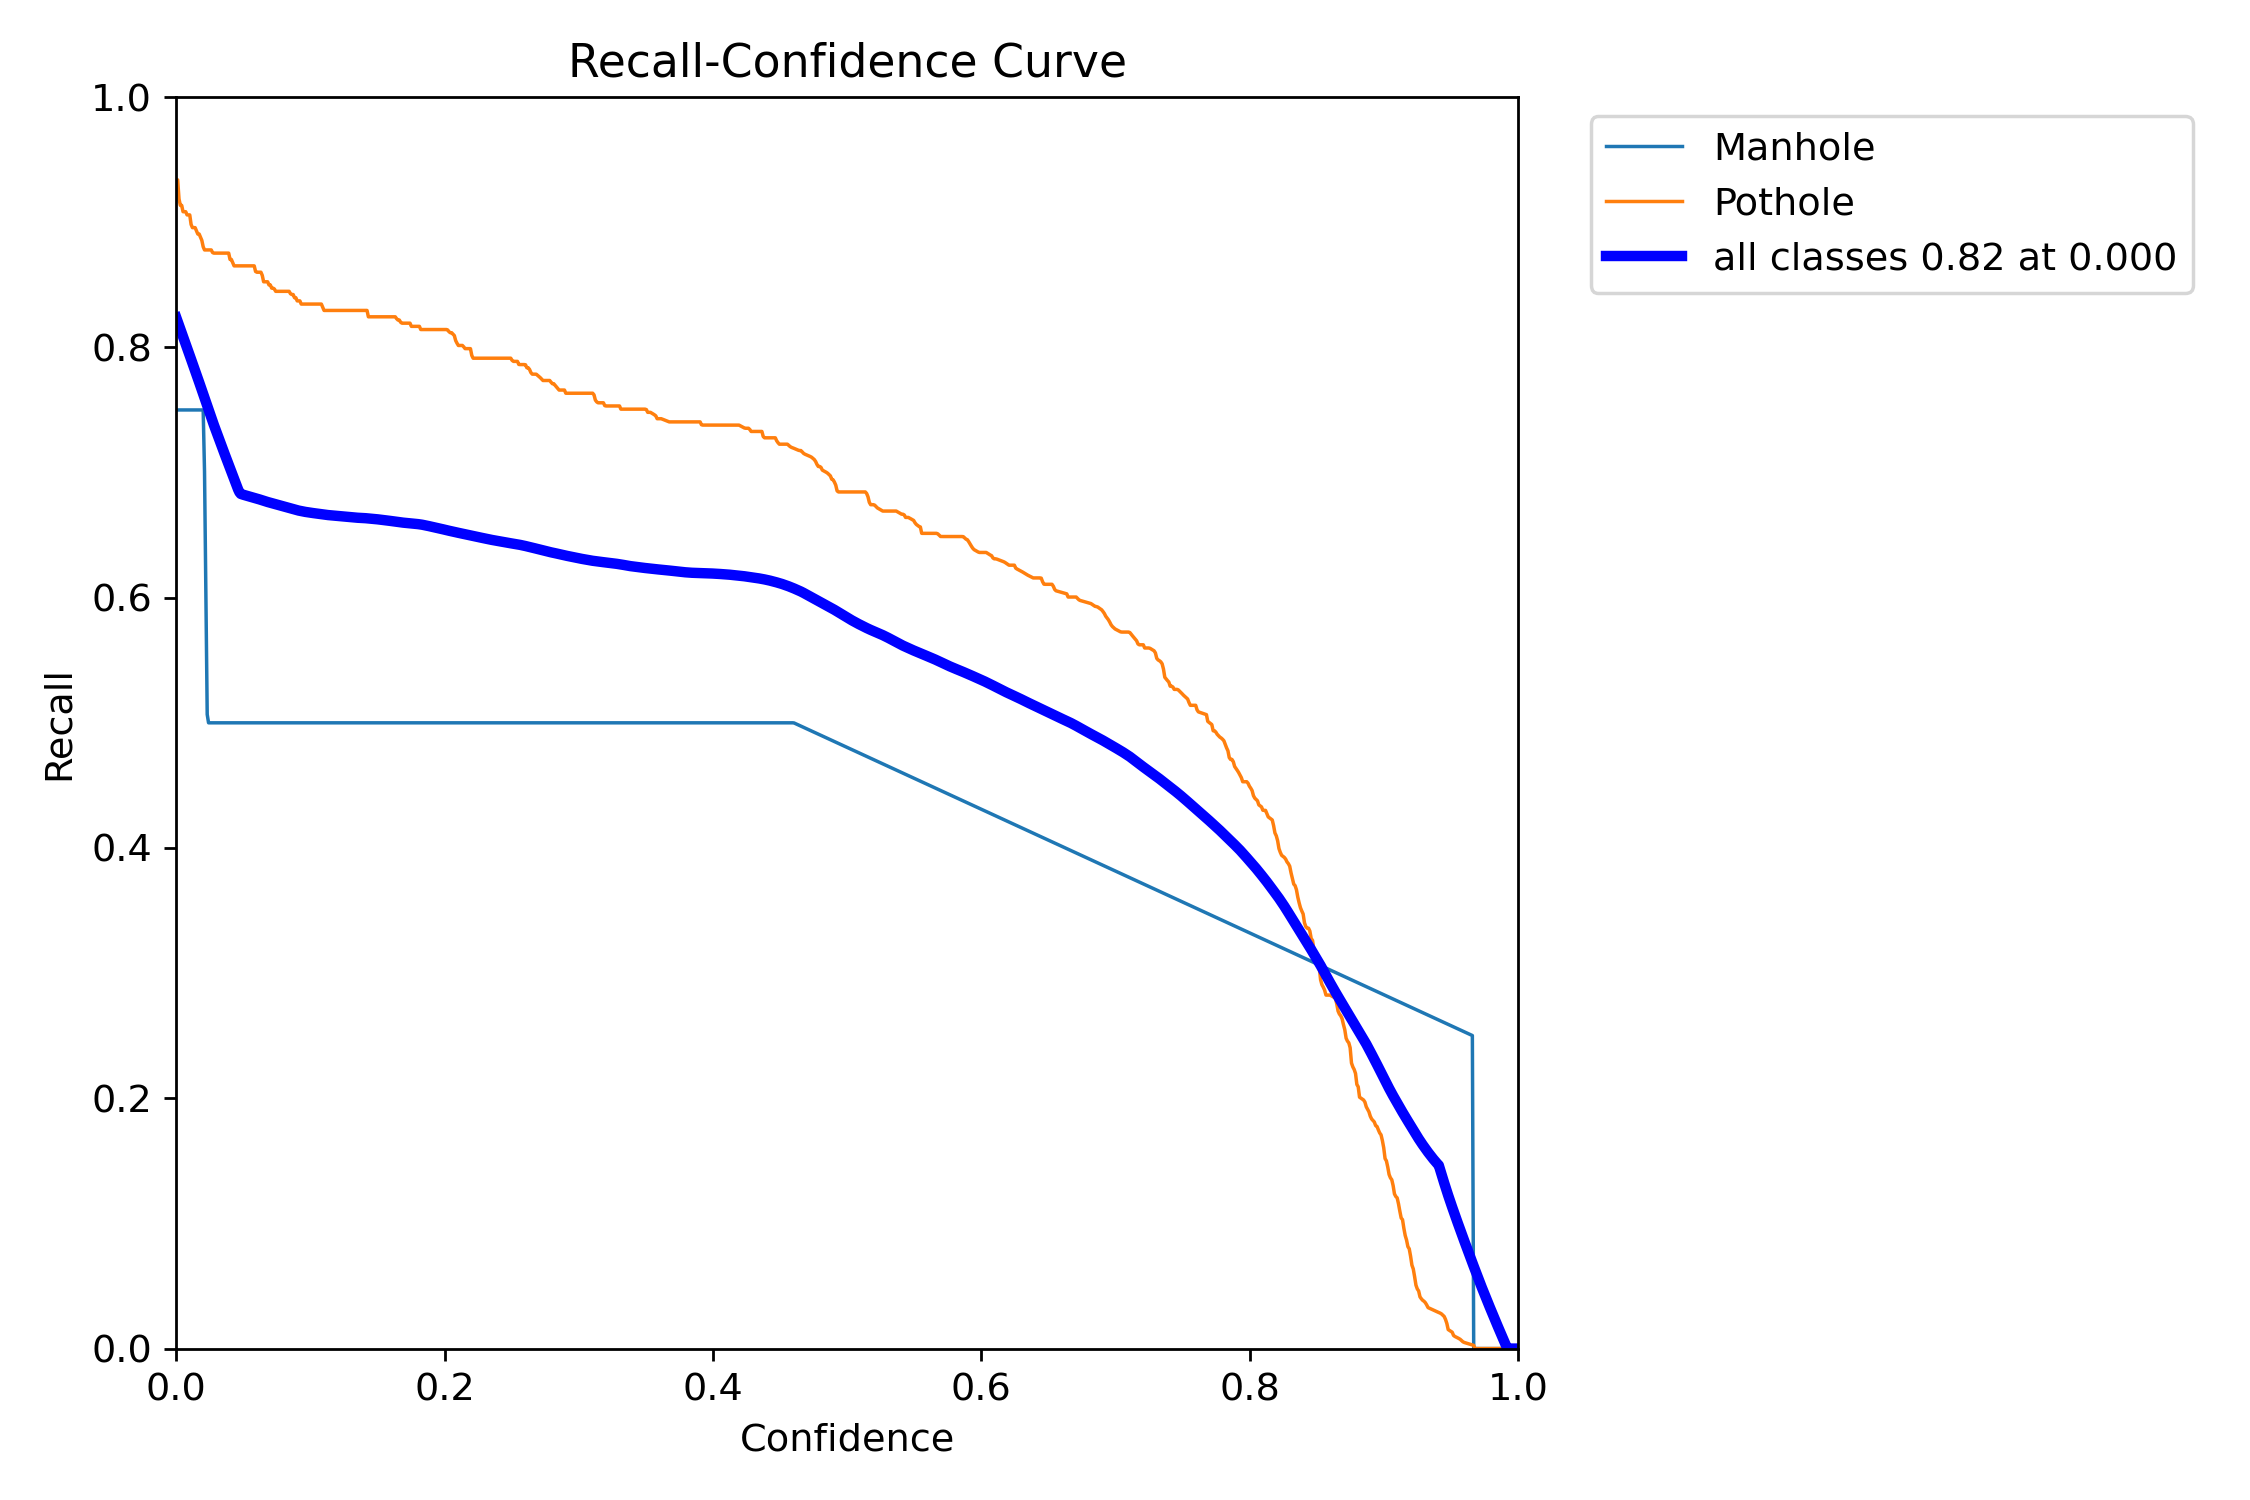 Recall-Confidence Curve
1.0
0.8
0.6
0.4
0.2
0.0
Recall
0.0 0.2 0.4 0.6 0.8 1.0
Confidence
Manhole
Pothole
all classes 0.82 at 0.000